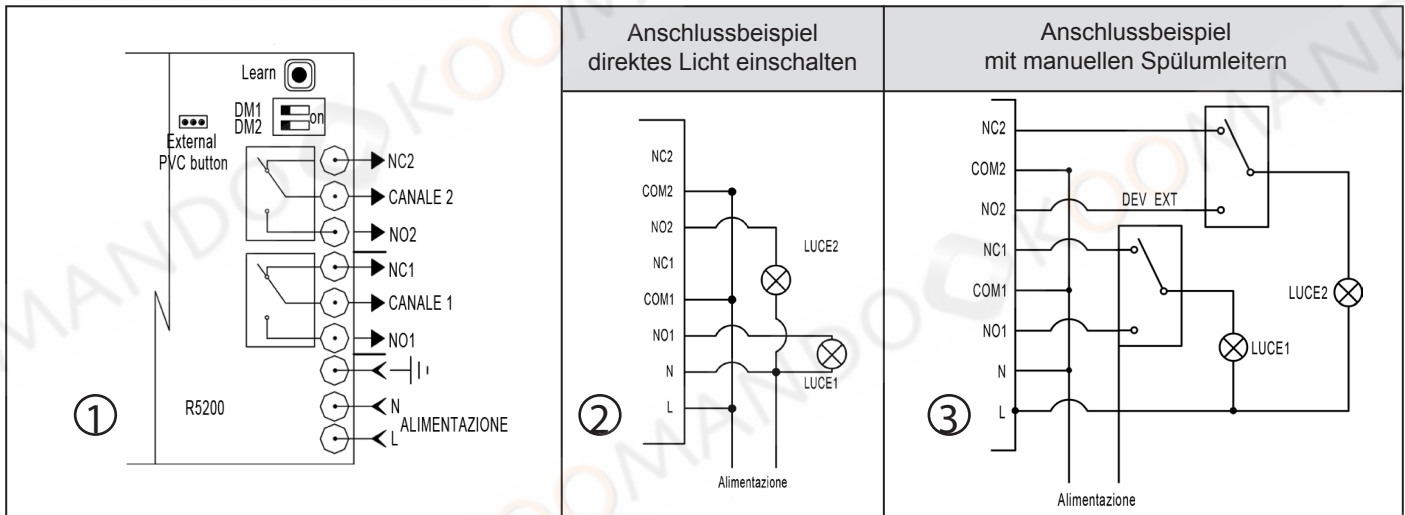 Learn
DM1
DM2
on
External
PVC button
NC2
CANALE 2
NO2
NC1
CANALE 1
NO1
N
ALIMENTAZIONE
L
R5200
1
Anschlussbeispiel
direktes Licht einschalten
NC2
COM2
NO2
LUCE2
NC1
COM1
NO1
N
LUCE1
L
2
Alimentazione
Anschlussbeispiel
mit manuellen Spülumleitern
NC2
COM2
NO2
DEV EXT
NC1
COM1
LUCE2
NO1
LUCE1
N
L
3
Alimentazione
KOOMANDO
KOOMANDO